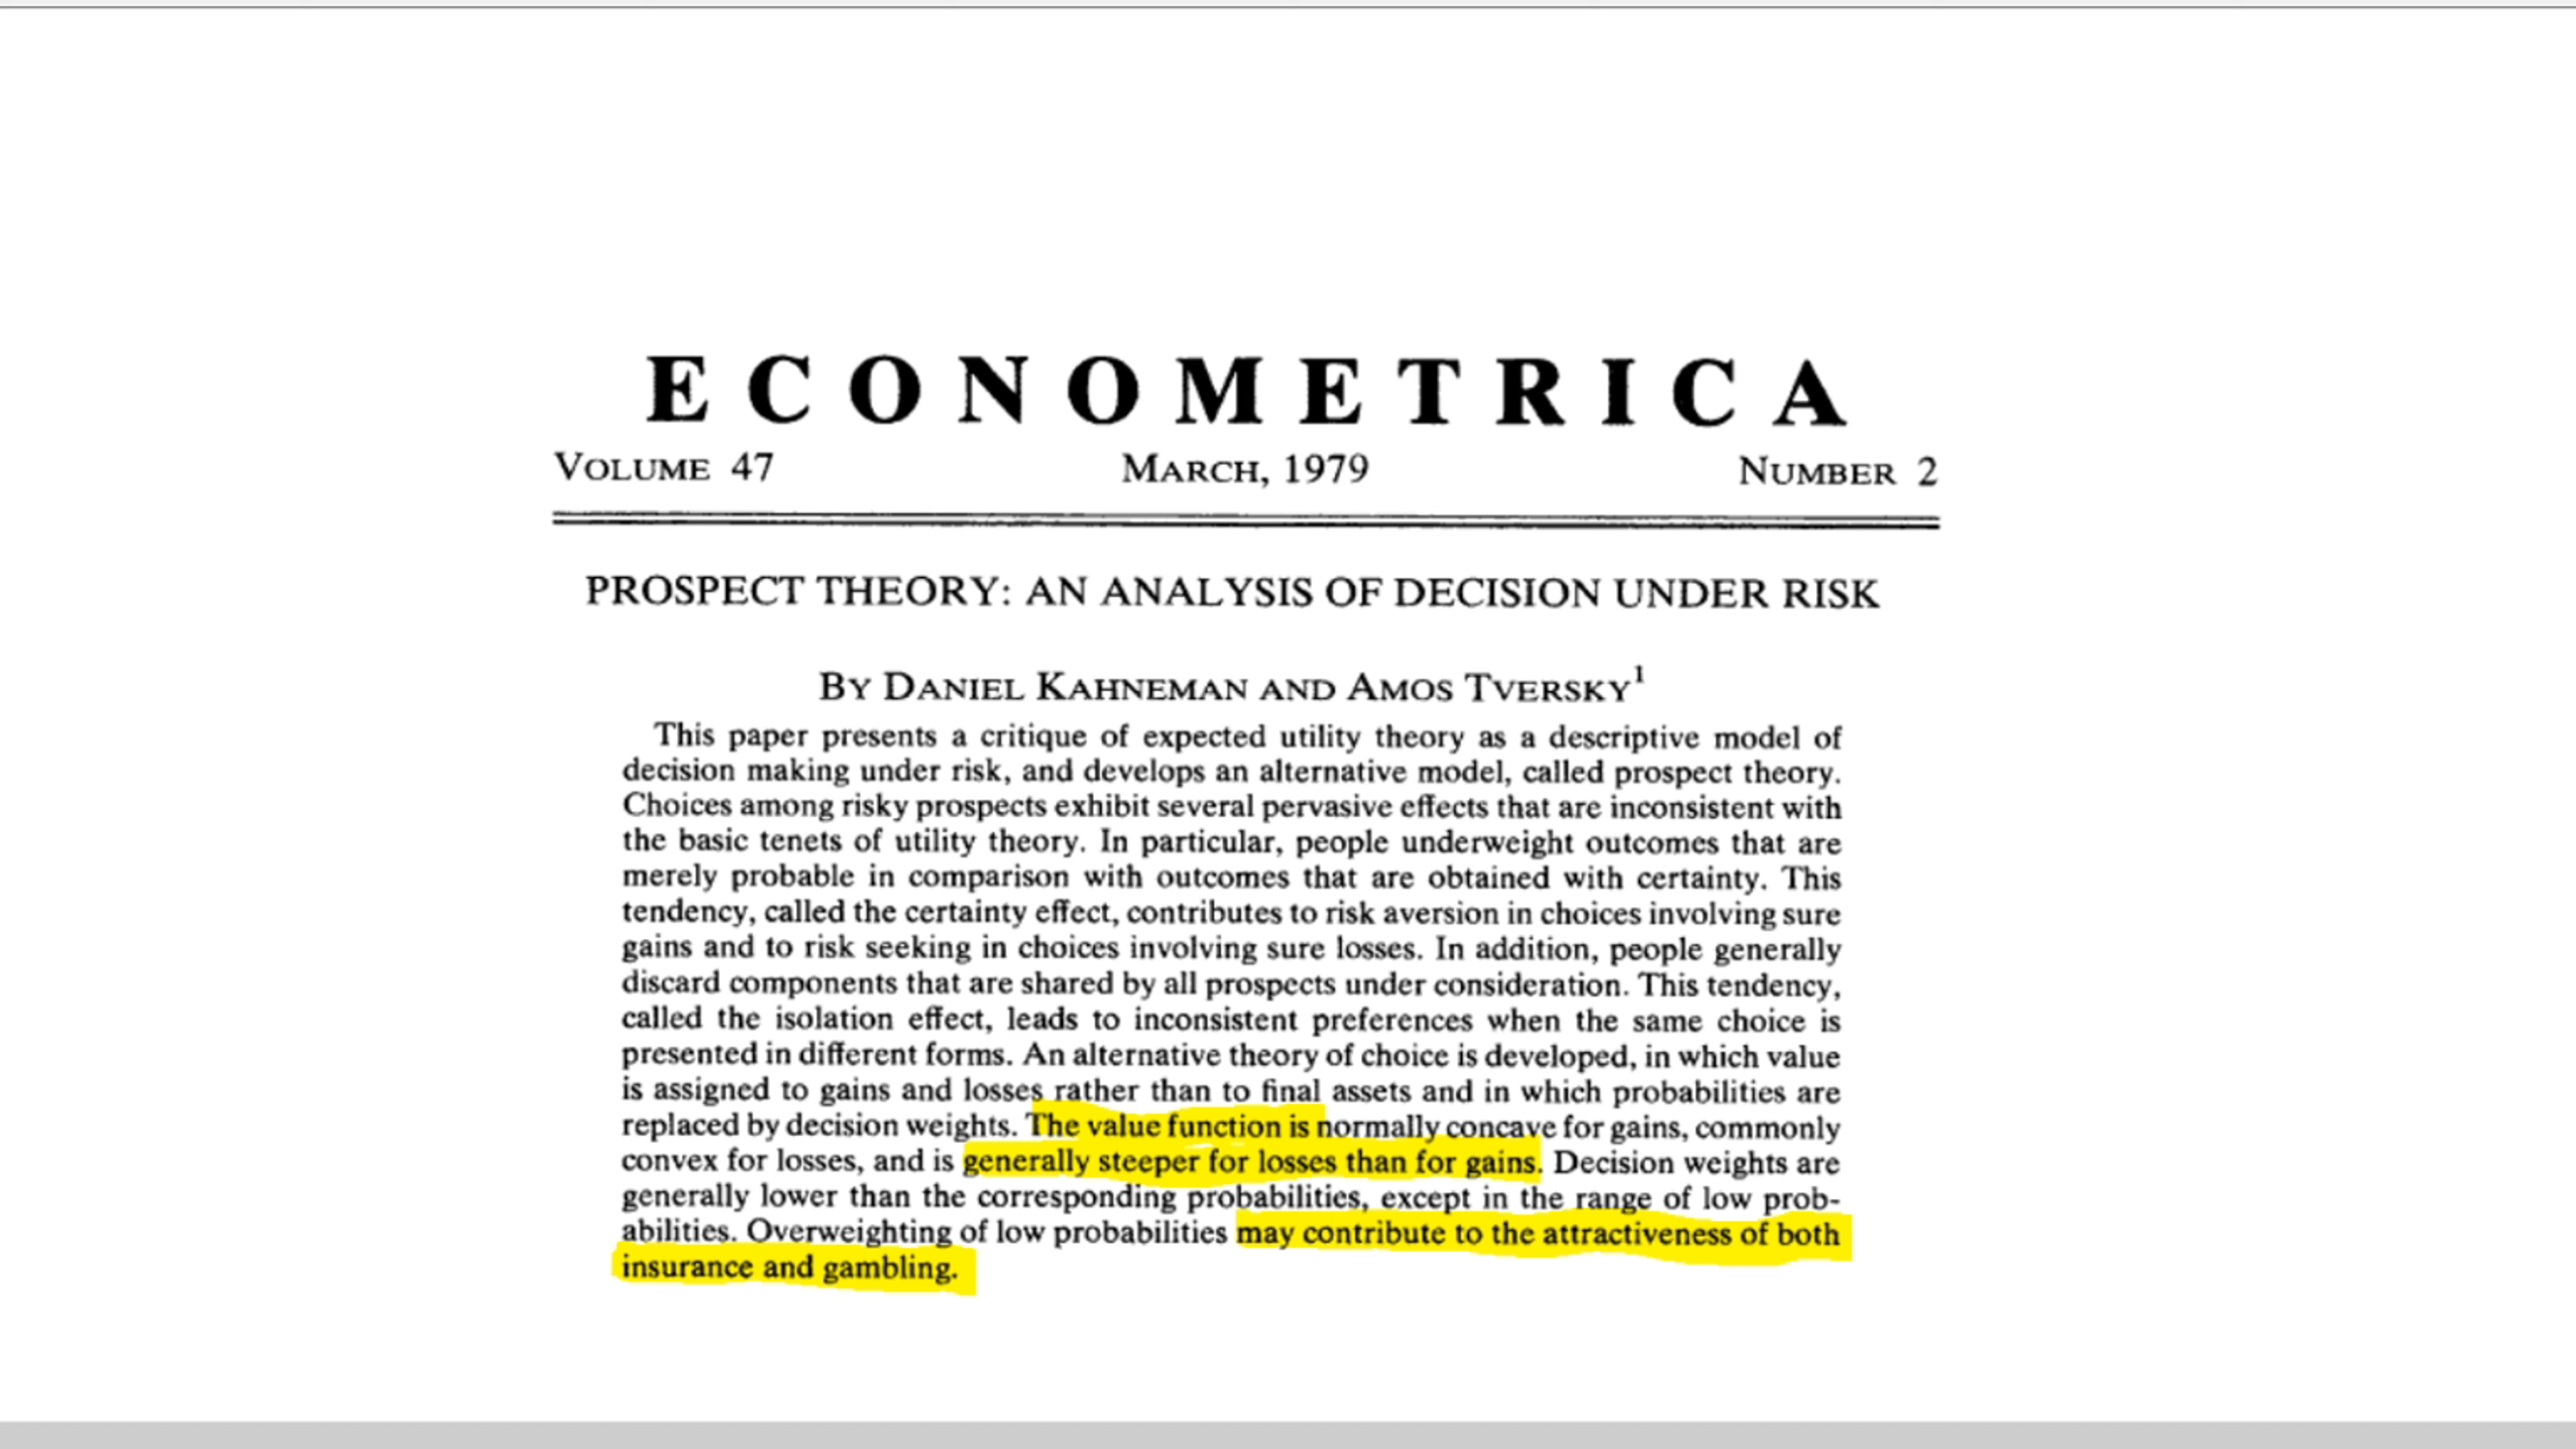 ECONOMETRICA
VOLUME 47 MARCH, 1979 NUMBER 2
PROSPECT THEORY: AN ANALYSIS OF DECISION UNDER RISK
BY DANIEL KAHNEMAN AND AMOS TVERSKY¹
This paper presents a critique of expected utility theory as a descriptive model of
decision making under risk, and develops an alternative model, called prospect theory.
Choices among risky prospects exhibit several pervasive effects that are inconsistent with
the basic tenets of utility theory. In particular, people underweight outcomes that are
merely probable in comparison with outcomes that are obtained with certainty. This
tendency, called the certainty effect, contributes to risk aversion in choices involving sure
gains and to risk seeking in choices involving sure losses. In addition, people generally
discard components that are shared by all prospects under consideration. This tendency,
called the isolation effect, leads to inconsistent preferences when the same choice is
presented in different forms. An alternative theory of choice is developed, in which value
is assigned to gains and losses rather than to final assets and in which probabilities are
replaced by decision weights. The value function is normally concave for gains, commonly
convex for losses, and is generally steeper for losses than for gains. Decision weights are
generally lower than the corresponding probabilities, except in the range of low prob-
abilities. Overweighting of low probabilities may contribute to the attractiveness of both
insurance and gambling.